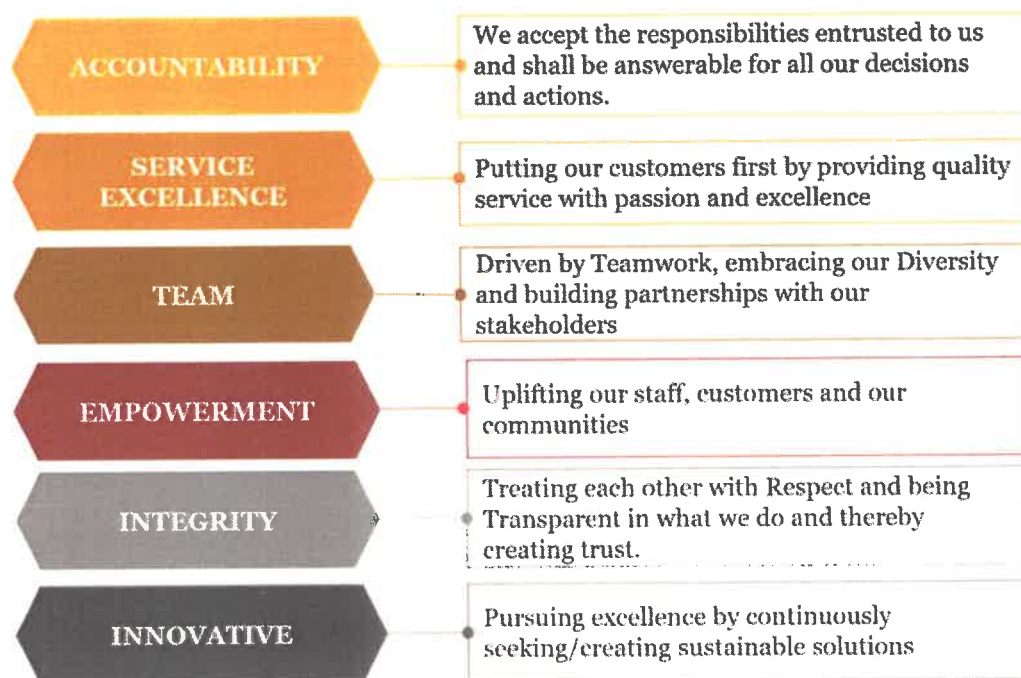 ACCOUNTABILITY
We accept the responsibilities entrusted to us
and shall be answerable for all our decisions
and actions.
SERVICE
EXCELLENCE
Putting our customers first by providing quality
service with passion and excellence
TEAM
Driven by Teamwork, embracing our Diversity
and building partnerships with our
stakeholders
EMPOWERMENT
Uplifting our staff, customers and our
communities
INTEGRITY
Treating each other with Respect and being
Transparent in what we do and thereby
creating trust.
INNOVATIVE
Pursuing excellence by continuously
seeking/creating sustainable solutions